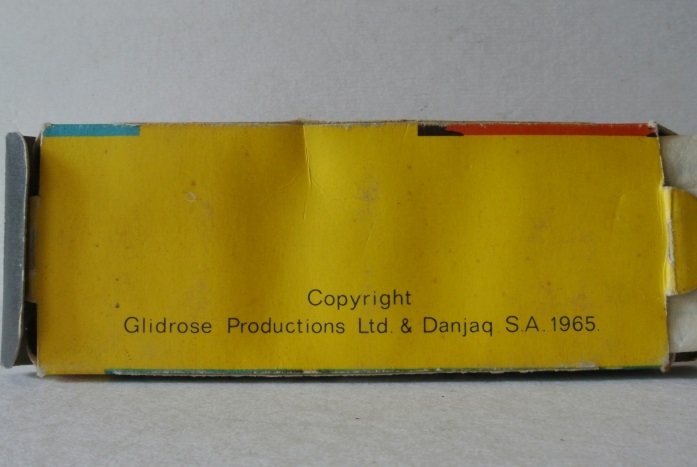 Copyright
Glidrose Productions Ltd. & Danjaq S.A. 1965.